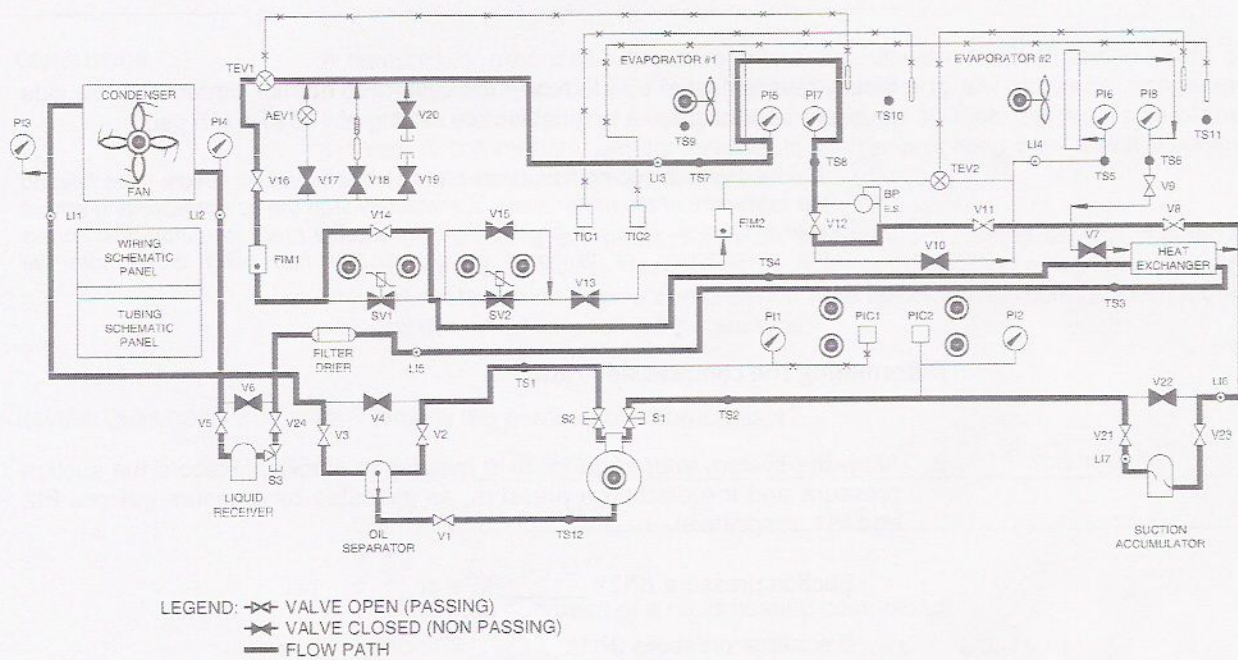 TEV1
EVAPORATOR #1
EVAPORATOR #2
CONDENSER
FAN
PI3
PI4
AEV1
V20
PI5
PI7
TS10
PI6
PI8
TS11
TS9
V16
V17
V18
V19
LI3
TS7
TS8
LI4
TEV2
TS5
TS6
V9
LI1
LI2
V14
V15
TIC1
TIC2
FIM2
V12
BP
E.S.
V11
V8
WIRING
SCHEMATIC
PANEL
TUBING
SCHEMATIC
PANEL
FIM1
SV1
SV2
V13
TS4
V10
V7
HEAT
EXCHANGER
TS3
FILTER
DRIER
LI5
PI1
PIC1
PIC2
PI2
V6
TS1
V4
V5
V24
V3
V2
S2
S1
TS2
V22
LI6
V21
V23
LI7
S3
LIQUID
RECEIVER
OIL
SEPARATOR
V1
TS12
SUCTION
ACCUMULATOR
LEGEND:
VALVE OPEN (PASSING)
VALVE CLOSED (NON PASSING)
FLOW PATH